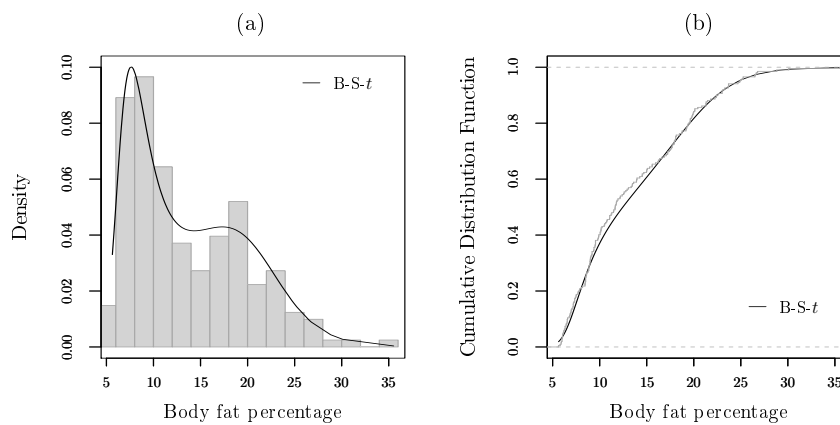 (a)
Density
0.00 0.02 0.04 0.06 0.08 0.10
B-S-t
5 10 15 20 25 30 35
Body fat percentage
(b)
Cumulative Distribution Function
0.0 0.2 0.4 0.6 0.8 1.0
B-S-t
5 10 15 20 25 30 35
Body fat percentage